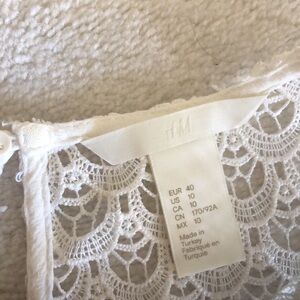 H&M
EUR 40
US 10
CA 10
CN 170/92A
MX 10
Made in
Turkey
Fabriqué en
Turquie